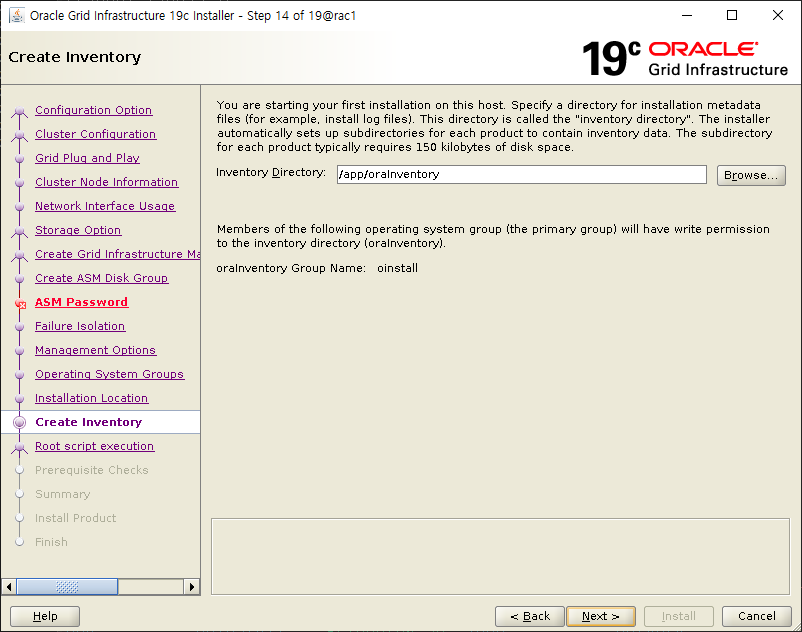 Oracle Grid Infrastructure 19c Installer - Step 14 of 19@rac1
Create Inventory
19c ORACLE
Grid Infrastructure
Configuration Option
Cluster Configuration
Grid Plug and Play
Cluster Node Information
Network Interface Usage
Storage Option
Create Grid Infrastructure Ma
Create ASM Disk Group
ASM Password
Failure Isolation
Management Options
Operating System Groups
Installation Location
Create Inventory
Root script execution
Prerequisite Checks
Summary
Install Product
Finish
You are starting your first installation on this host. Specify a directory for installation metadata
files (for example, install log files). This directory is called the "inventory directory". The installer
automatically sets up subdirectories for each product to contain inventory data. The subdirectory
for each product typically requires 150 kilobytes of disk space.
Inventory Directory: /app/oraInventory Browse...
Members of the following operating system group (the primary group) will have write permission
to the inventory directory (oraInventory).
oraInventory Group Name: oinstall
Help < Back Next > Install Cancel